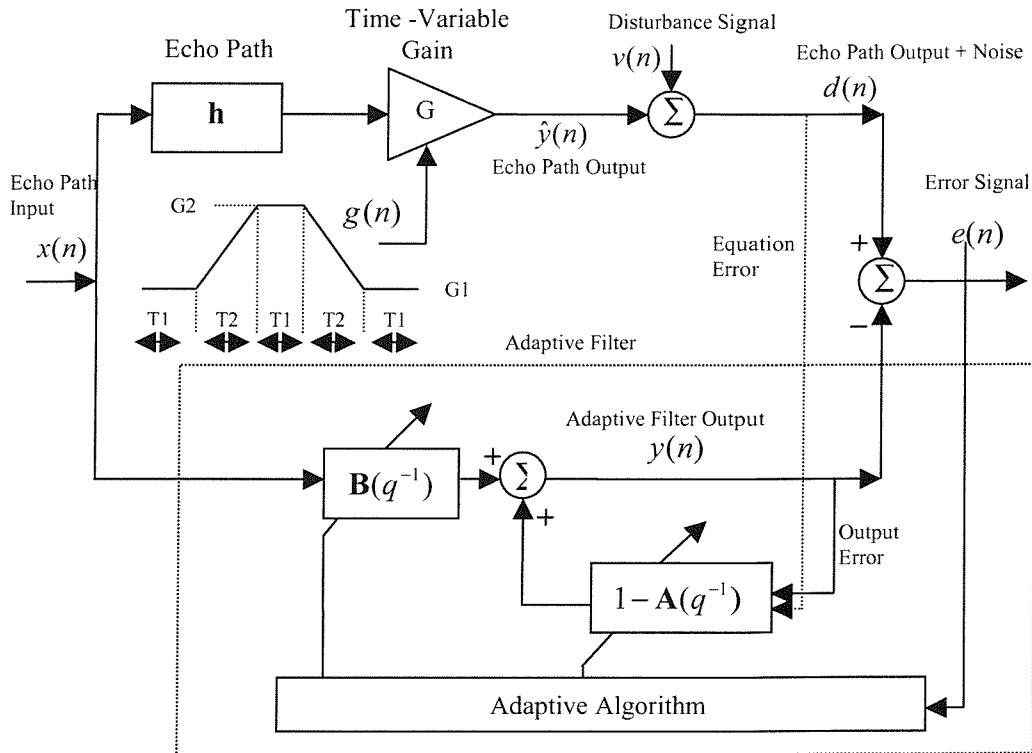 Time -Variable
Gain
Disturbance Signal
Echo Path
v(n)
Echo Path Output + Noise
d(n)
h
G
Σ
ŷ(n)
Echo Path Output
Echo Path
Input
x(n)
G2
g(n)
G1
T1 T2 T1 T2 T1
Equation
Error
Error Signal
e(n)
+
Σ
−
Adaptive Filter
Adaptive Filter Output
y(n)
B(q⁻¹)
+
Σ
+
Output
Error
1 − A(q⁻¹)
Adaptive Algorithm